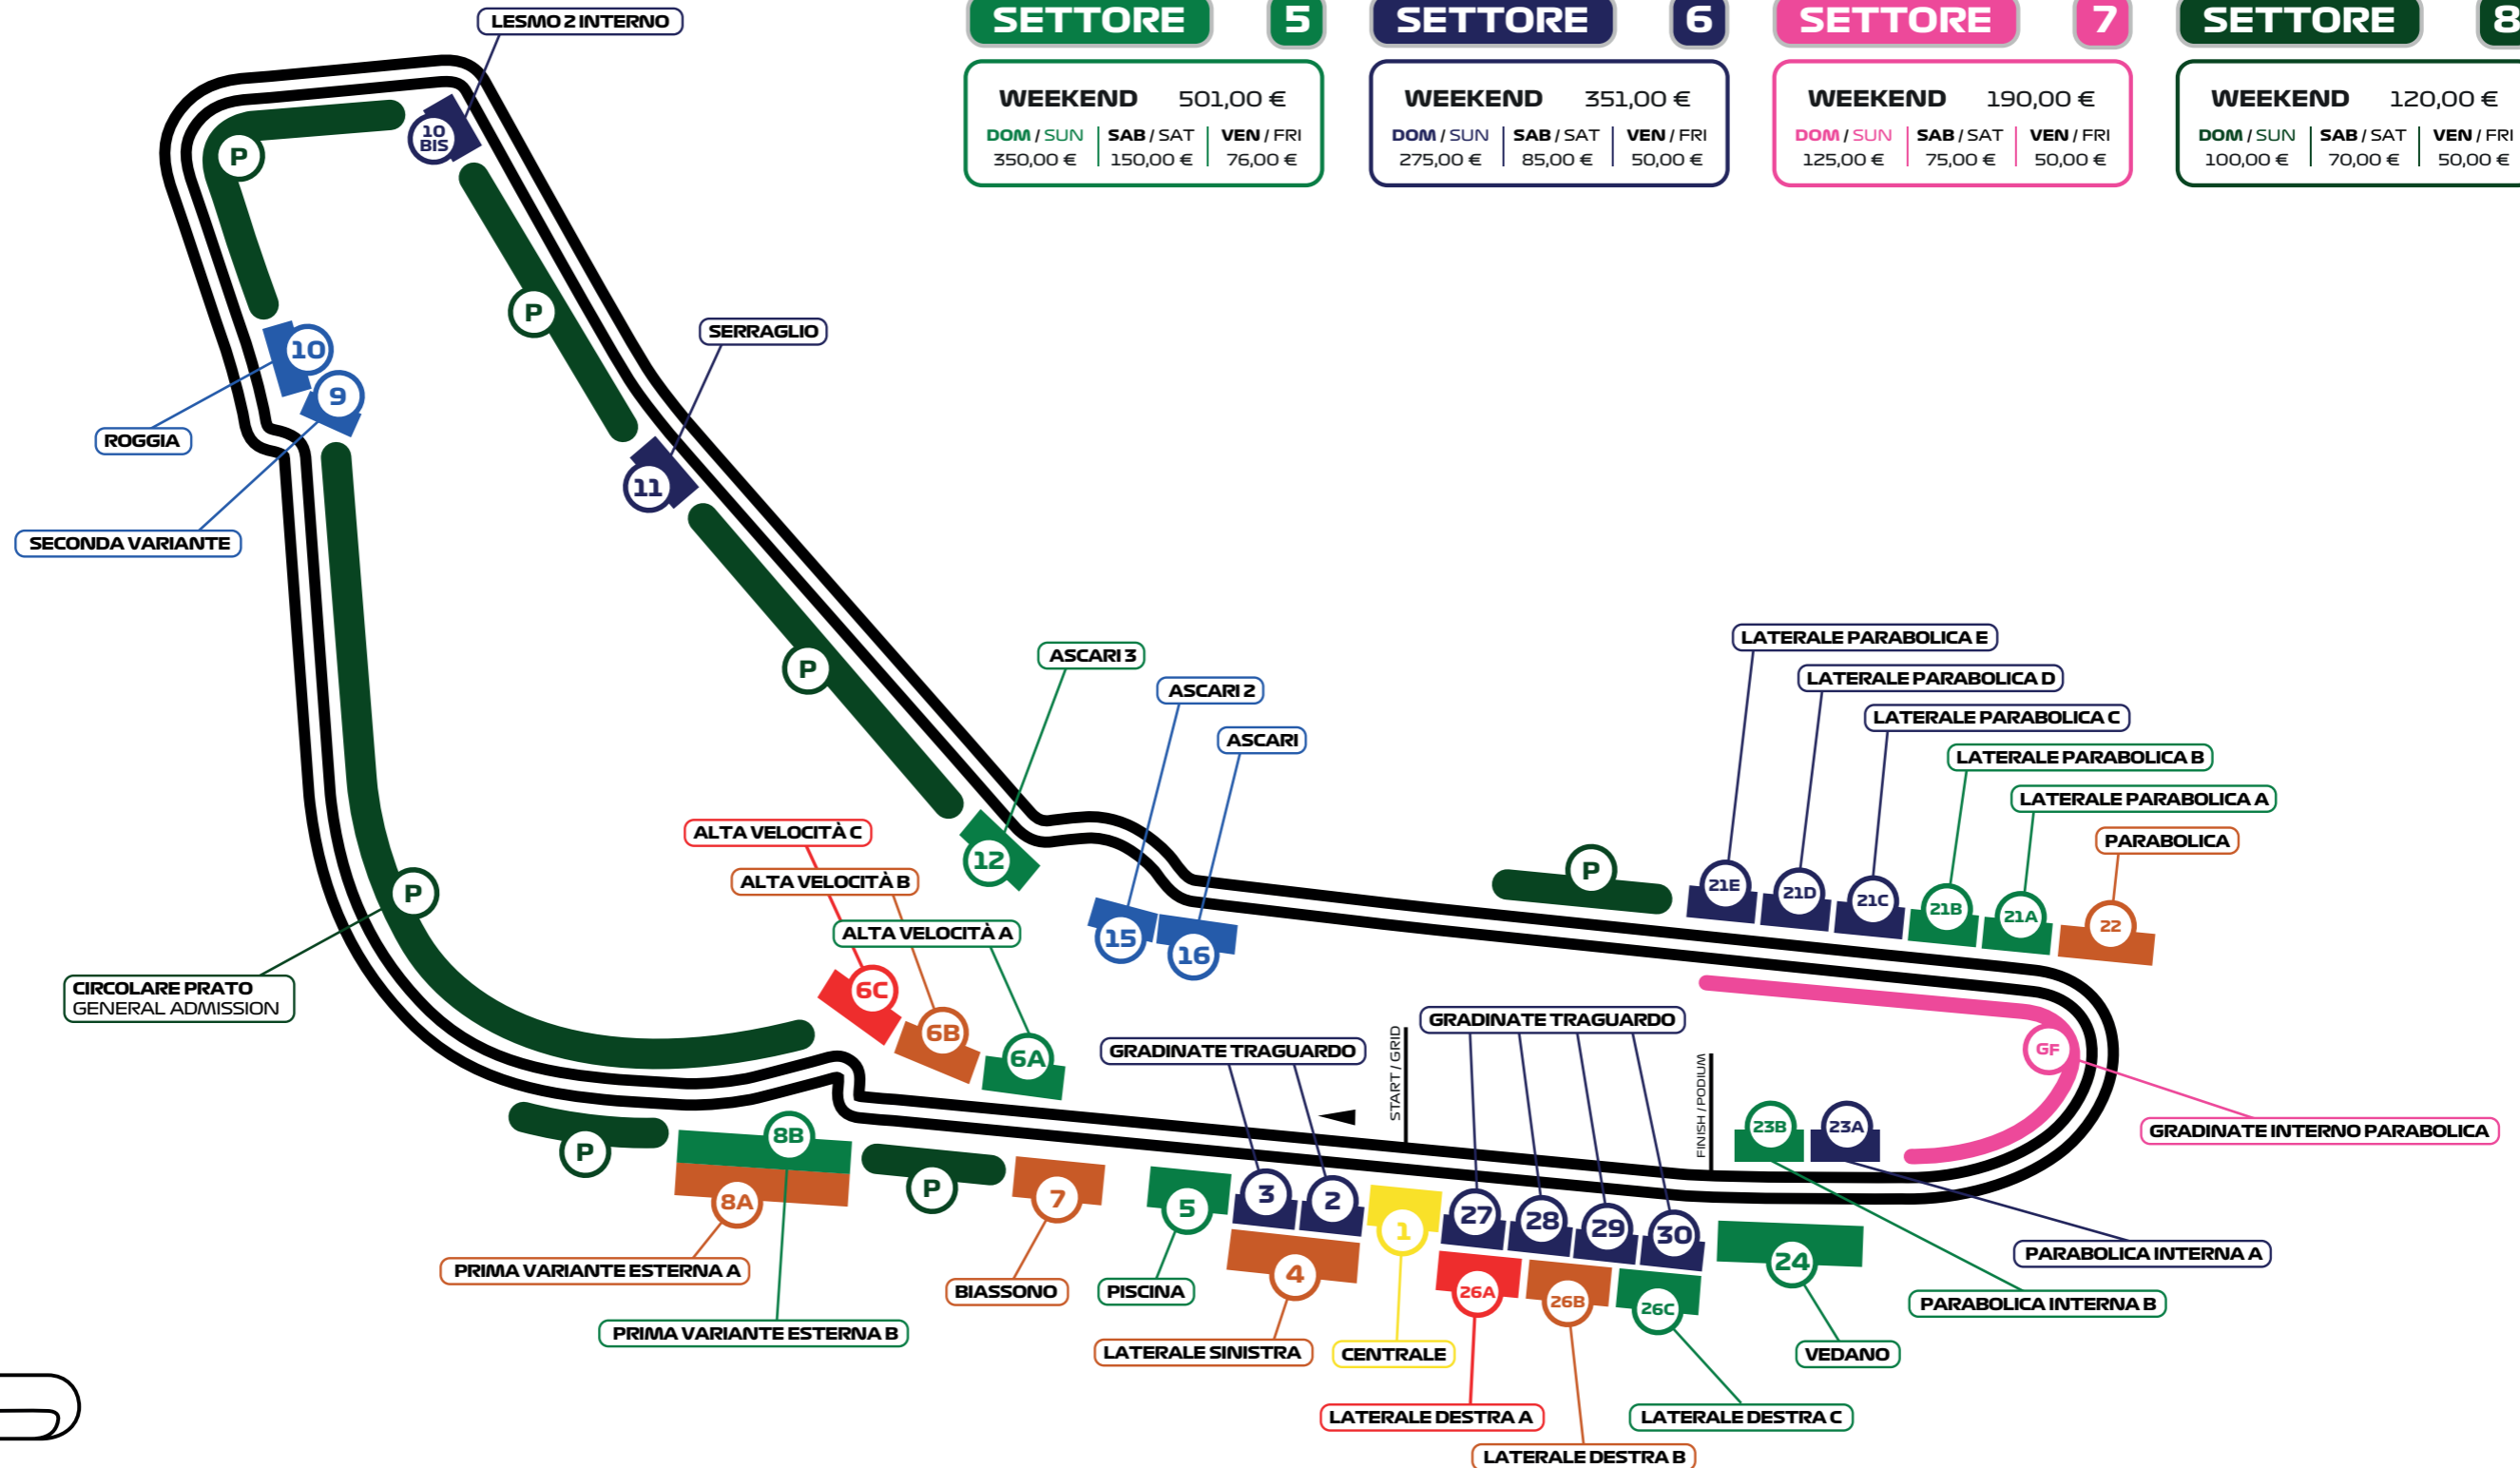 LESMO 2 INTERNO
SETTORE 5
WEEKEND 501,00 €
DOM / SUN SAB / SAT VEN / FRI
350,00 € 150,00 € 76,00 €
SETTORE 6
WEEKEND 351,00 €
DOM / SUN SAB / SAT VEN / FRI
275,00 € 85,00 € 50,00 €
SETTORE 7
WEEKEND 190,00 €
DOM / SUN SAB / SAT VEN / FRI
125,00 € 75,00 € 50,00 €
SETTORE 8
WEEKEND 120,00 €
DOM / SUN SAB / SAT VEN / FRI
100,00 € 70,00 € 50,00 €
10
BIS
P
P
SERRAGLIO
10
9
ROGGIA
11
SECONDA VARIANTE
P
ASCARI 3
ASCARI 2
ASCARI
LATERALE PARABOLICA E
LATERALE PARABOLICA D
LATERALE PARABOLICA C
LATERALE PARABOLICA B
LATERALE PARABOLICA A
PARABOLICA
ALTA VELOCITÀ C
ALTA VELOCITÀ B
ALTA VELOCITÀ A
12
P
P
21E
21D
21C
21B
21A
22
15
16
CIRCOLARE PRATO
GENERAL ADMISSION
6C
6B
6A
GRADINATE TRAGUARDO
START / GRID
GRADINATE TRAGUARDO
FINISH / PODIUM
GF
23B
23A
GRADINATE INTERNO PARABOLICA
P
8B
8A
P
7
5
3
2
1
27
28
29
30
4
26A
26B
26C
24
PARABOLICA INTERNA A
PARABOLICA INTERNA B
PRIMA VARIANTE ESTERNA A
PRIMA VARIANTE ESTERNA B
BIASSONO
PISCINA
LATERALE SINISTRA
CENTRALE
VEDANO
LATERALE DESTRA A
LATERALE DESTRA C
LATERALE DESTRA B